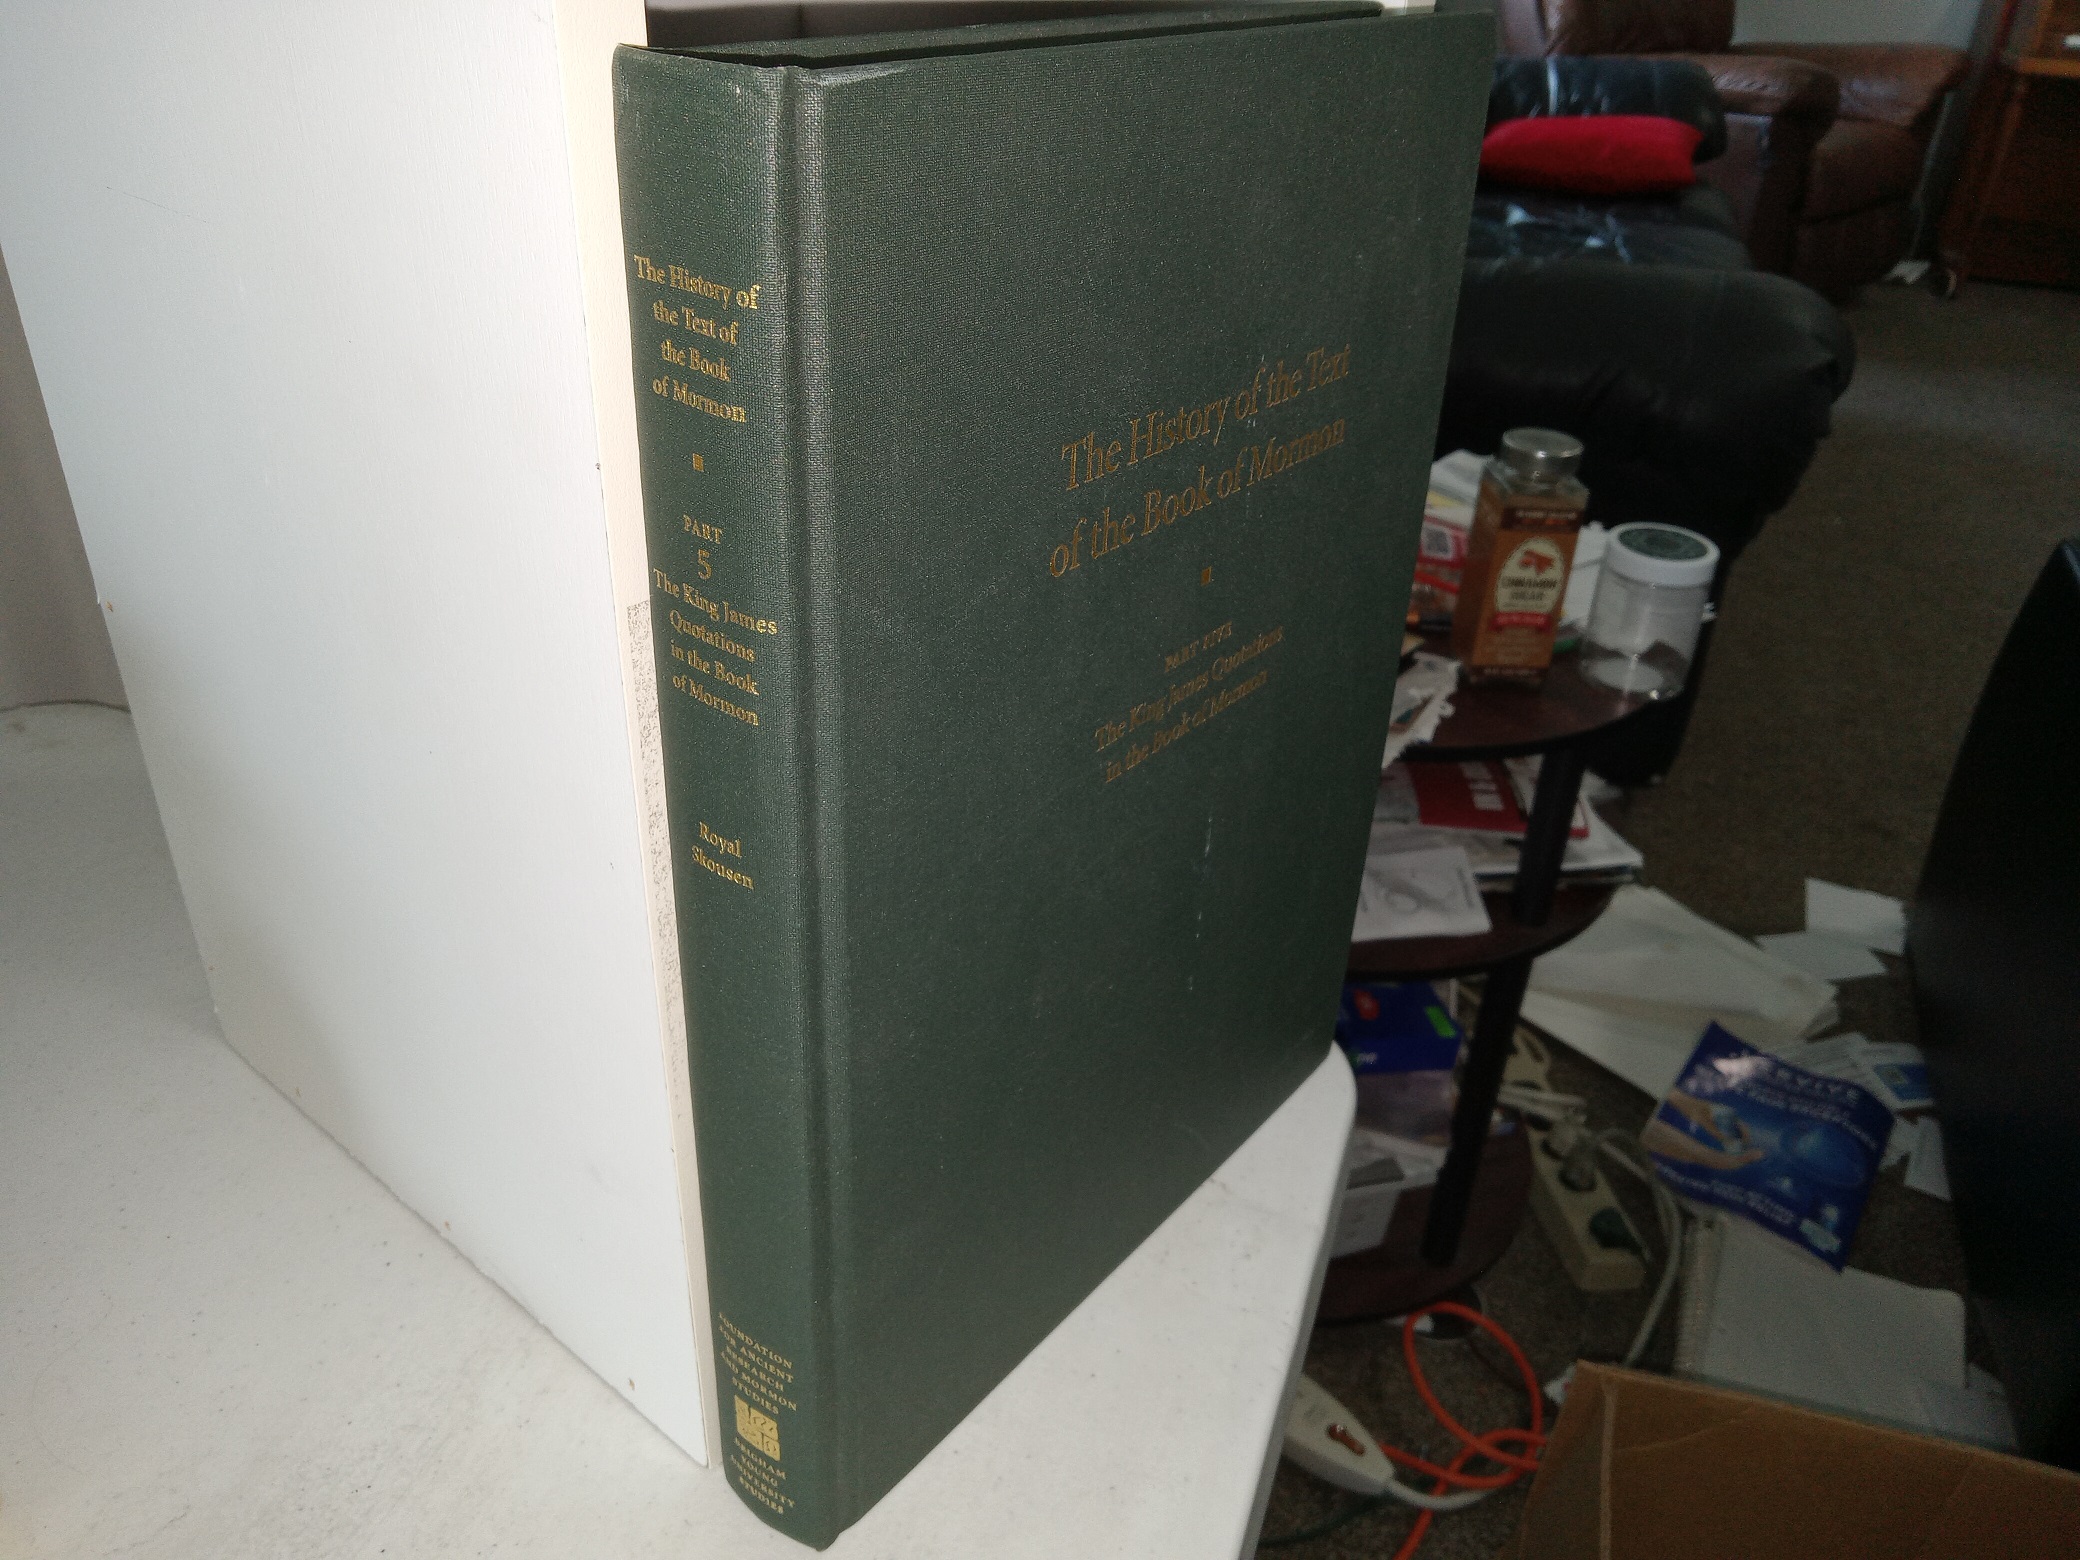 The History of
the Text of
the Book
of Mormon
PART
5
The King James
Quotations
in the Book
of Mormon
Royal
Skousen
FOUNDATION
FOR ANCIENT
RESEARCH
AND MORMON
STUDIES
BRIGHAM
YOUNG
UNIVERSITY
STUDIES
The History of the Text
of the Book of Mormon
PART FIVE
The King James Quotations
in the Book of Mormon
CINNAMON
SUGAR